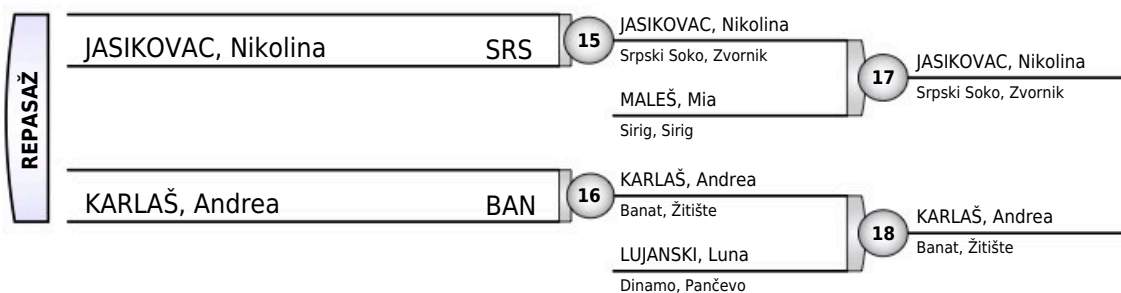 REPASAŽ
JASIKOVAC, Nikolina SRS
15
JASIKOVAC, Nikolina
Srpski Soko, Zvornik
MALEŠ, Mia
Sirig, Sirig
17
JASIKOVAC, Nikolina
Srpski Soko, Zvornik
KARLAŠ, Andrea BAN
16
KARLAŠ, Andrea
Banat, Žitište
LUJANSKI, Luna
Dinamo, Pančevo
18
KARLAŠ, Andrea
Banat, Žitište